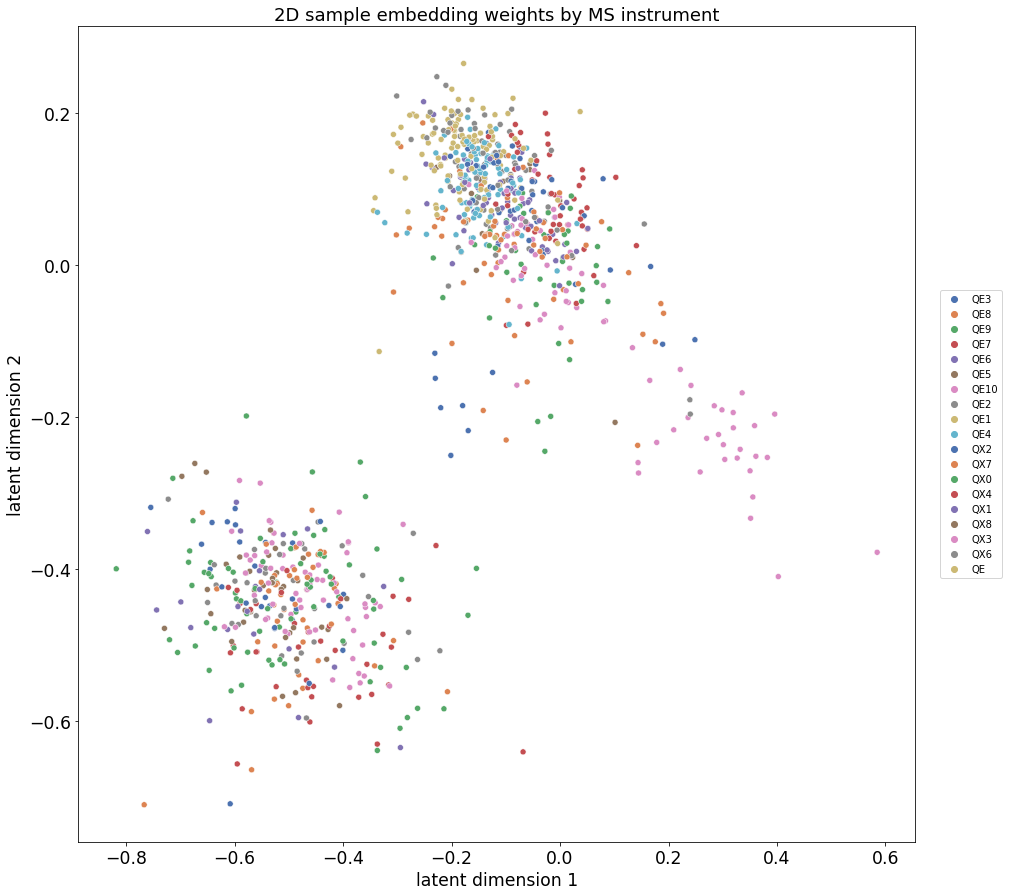 2D sample embedding weights by MS instrument
latent dimension 2
0.2
0.0
−0.2
−0.4
−0.6
−0.8
−0.6
−0.4
−0.2
0.0
0.2
0.4
0.6
latent dimension 1
QE3
QE8
QE9
QE7
QE6
QE5
QE10
QE2
QE1
QE4
QX2
QX7
QX0
QX4
QX1
QX8
QX3
QX6
QE